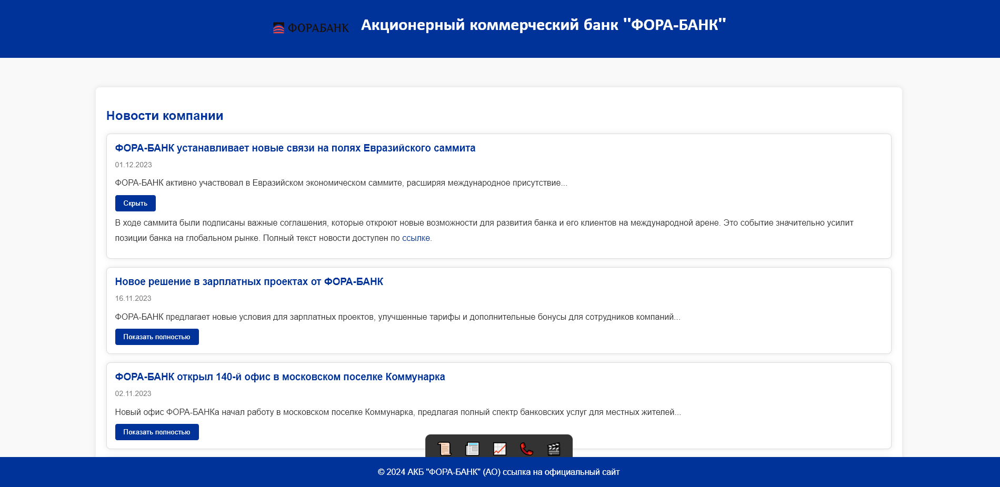 ФОРАБАНК
Акционерный коммерческий банк "ФОРА-БАНК"
Новости компании
ФОРА-БАНК устанавливает новые связи на полях Евразийского саммита
01.12.2023
ФОРА-БАНК активно участвовал в Евразийском экономическом саммите, расширяя международное присутствие...
Скрыть
В ходе саммита были подписаны важные соглашения, которые откроют новые возможности для развития банка и его клиентов на международной арене. Это событие значительно усилит
позиции банка на глобальном рынке. Полный текст новости доступен по ссылке.
Новое решение в зарплатных проектах от ФОРА-БАНК
16.11.2023
ФОРА-БАНК предлагает новые условия для зарплатных проектов, улучшенные тарифы и дополнительные бонусы для сотрудников компаний...
Показать полностью
ФОРА-БАНК открыл 140-й офис в московском поселке Коммунарка
02.11.2023
Новый офис ФОРА-БАНКа начал работу в московском поселке Коммунарка, предлагая полный спектр банковских услуг для местных жителей...
Показать полностью
© 2024 АКБ "ФОРА-БАНК" (АО) ссылка на официальный сайт